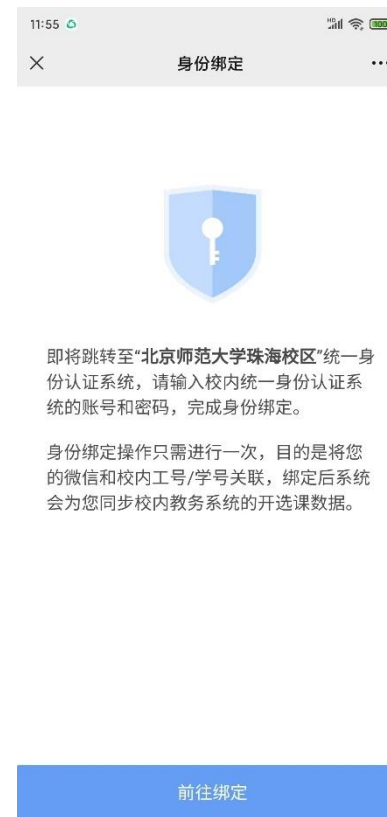 11:55
HD
100
身份绑定
即将跳转至“北京师范大学珠海校区”统一身
份认证系统，请输入校内统一身份认证系
统的账号和密码，完成身份绑定。
身份绑定操作只需进行一次，目的是将您
的微信和校内工号/学号关联，绑定后系统
会为您同步校内教务系统的开选课数据。
前往绑定